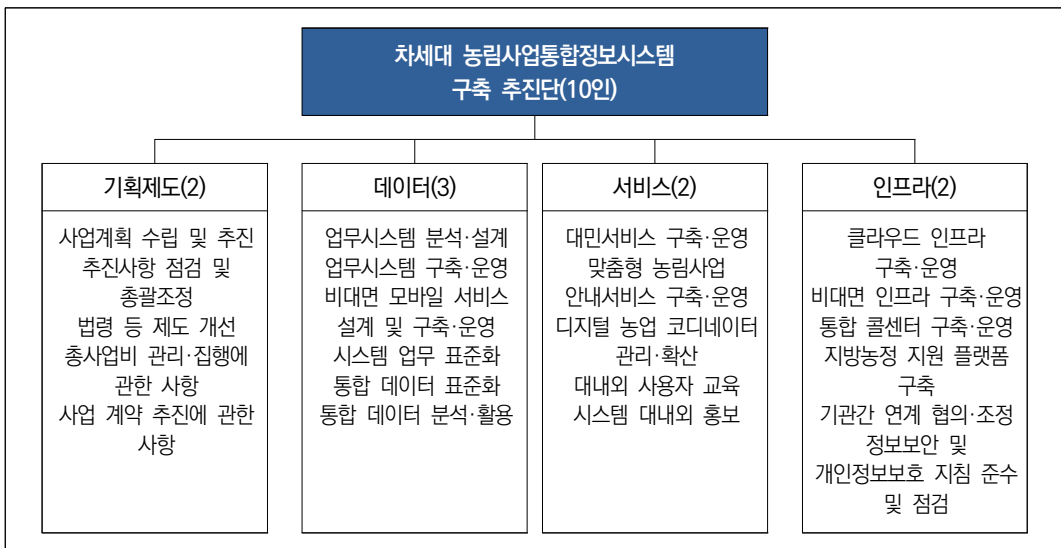 차세대 농림사업통합정보시스템
구축 추진단(10인)
기획제도(2)
사업계획 수립 및 추진
추진사항 점검 및
총괄조정
법령 등 제도 개선
총사업비 관리·집행에
관한 사항
사업 계약 추진에 관한
사항
데이터(3)
업무시스템 분석·설계
업무시스템 구축·운영
비대면 모바일 서비스
설계 및 구축·운영
시스템 업무 표준화
통합 데이터 표준화
통합 데이터 분석·활용
서비스(2)
대민서비스 구축·운영
맞춤형 농림사업
안내서비스 구축·운영
디지털 농업 코디네이터
관리·확산
대내외 사용자 교육
시스템 대내외 홍보
인프라(2)
클라우드 인프라
구축·운영
비대면 인프라 구축·운영
통합 콜센터 구축·운영
지방농정 지원 플랫폼
구축
기관간 연계 협의·조정
정보보안 및
개인정보보호 지침 준수
및 점검